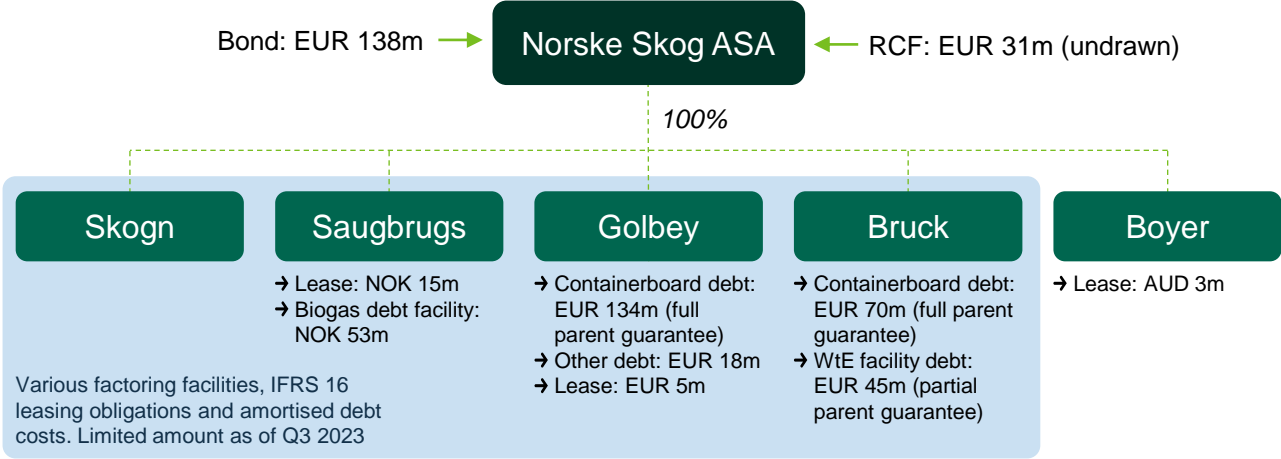 Bond: EUR 138m
Norske Skog ASA
RCF: EUR 31m (undrawn)
100%
Skogn
Saugbrugs
Golbey
Bruck
Boyer
→ Lease: NOK 15m
→ Biogas debt facility:
NOK 53m
→ Containerboard debt:
EUR 134m (full
parent guarantee)
→ Other debt: EUR 18m
→ Lease: EUR 5m
→ Containerboard debt:
EUR 70m (full parent
guarantee)
→ WtE facility debt:
EUR 45m (partial
parent guarantee)
→ Lease: AUD 3m
Various factoring facilities, IFRS 16
leasing obligations and amortised debt
costs. Limited amount as of Q3 2023